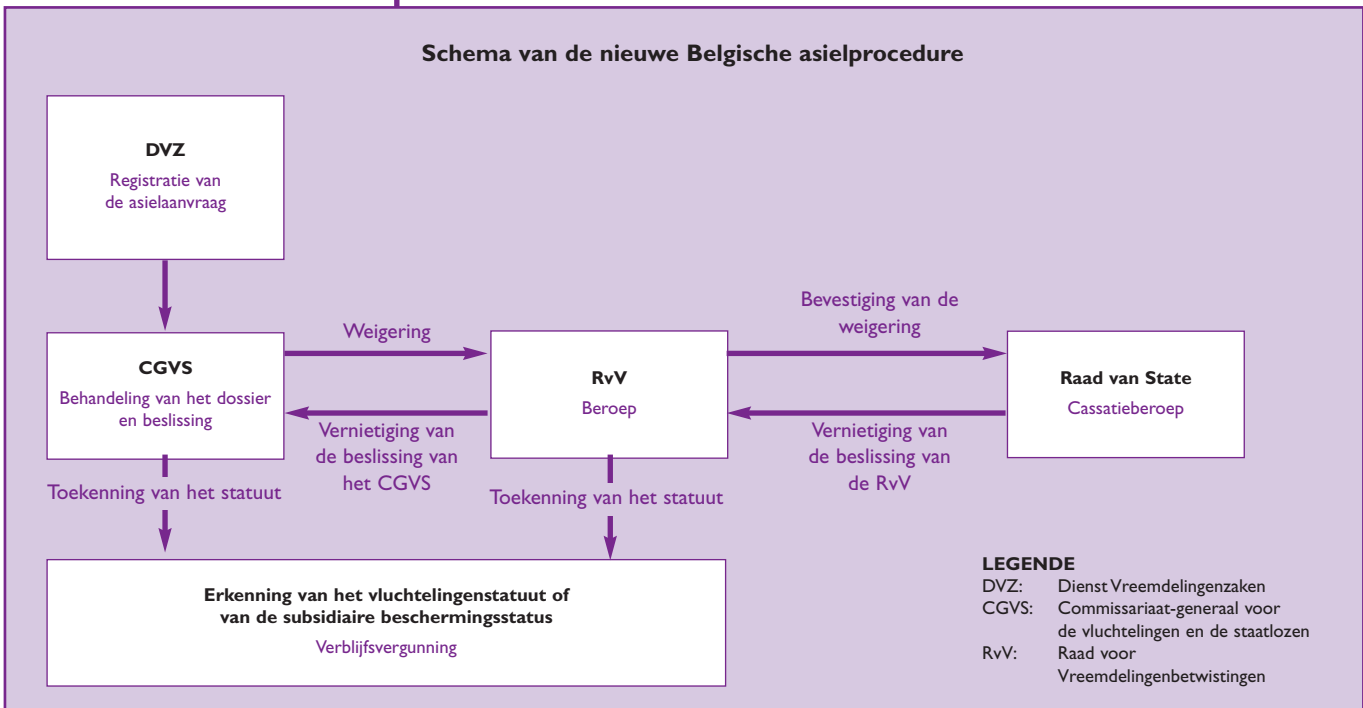 Schema van de nieuwe Belgische asielprocedure
DVZ
Registratie van
de asielaanvraag
CGVS
Behandeling van het dossier
en beslissing
Weigering
Vernietiging van
de beslissing van
het CGVS
RvV
Beroep
Bevestiging van de
weigering
Vernietiging van
de beslissing van
de RvV
Raad van State
Cassatieberoep
Toekenning van het statuut
Toekenning van het statuut
Erkenning van het vluchtelingenstatuut of
van de subsidiaire beschermingsstatus
Verblijfsvergunning
LEGENDE
DVZ: Dienst Vreemdelingenzaken
CGVS: Commissariaat-generaal voor
de vluchtelingen en de staatlozen
RvV: Raad voor
Vreemdelingenbetwistingen